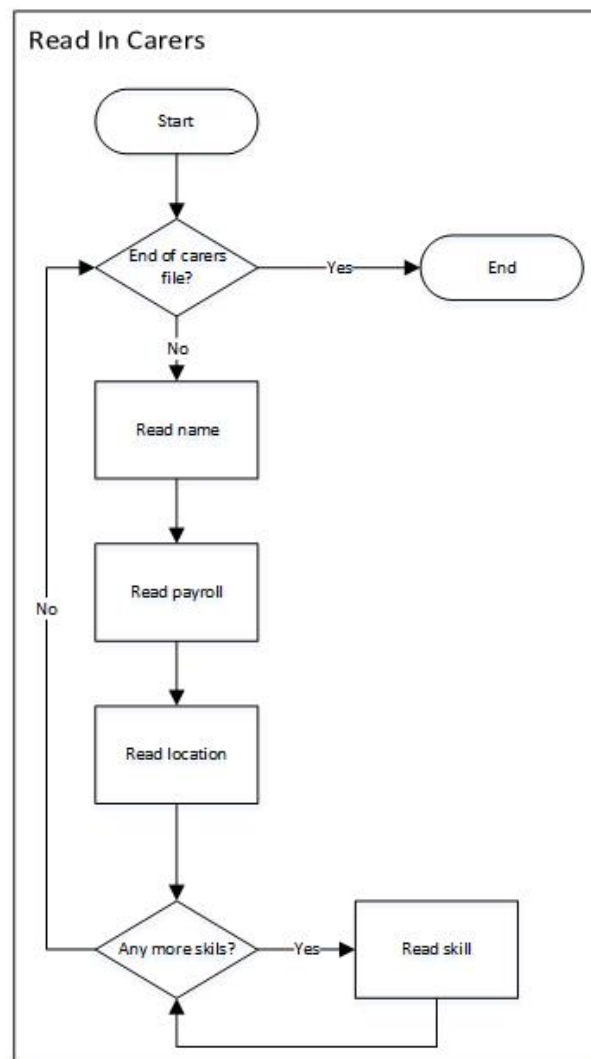 Read In Carers
Start
End of carers
file?
Yes
End
No
Read name
Read payroll
No
Read location
Any more skils?
Yes
Read skill